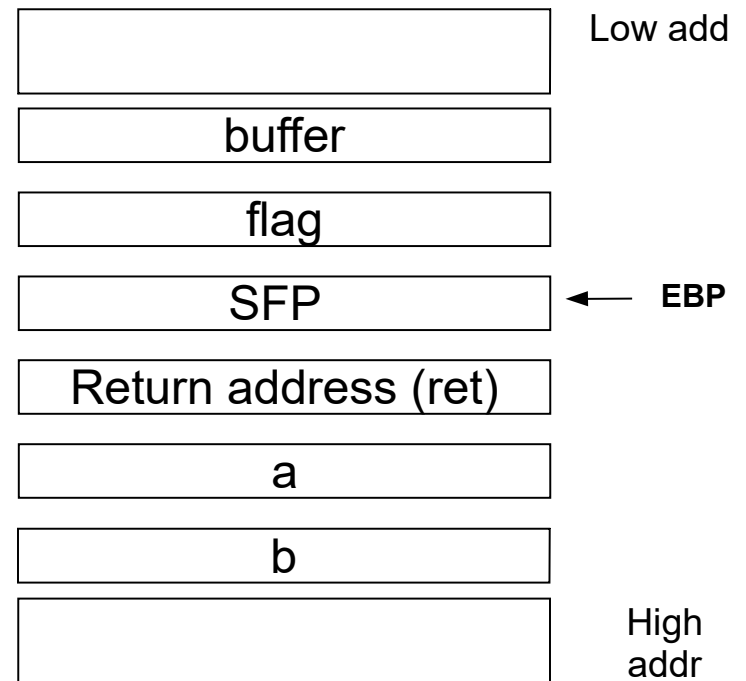 Low add
buffer
flag
SFP
EBP
Return address (ret)
a
b
High
addr